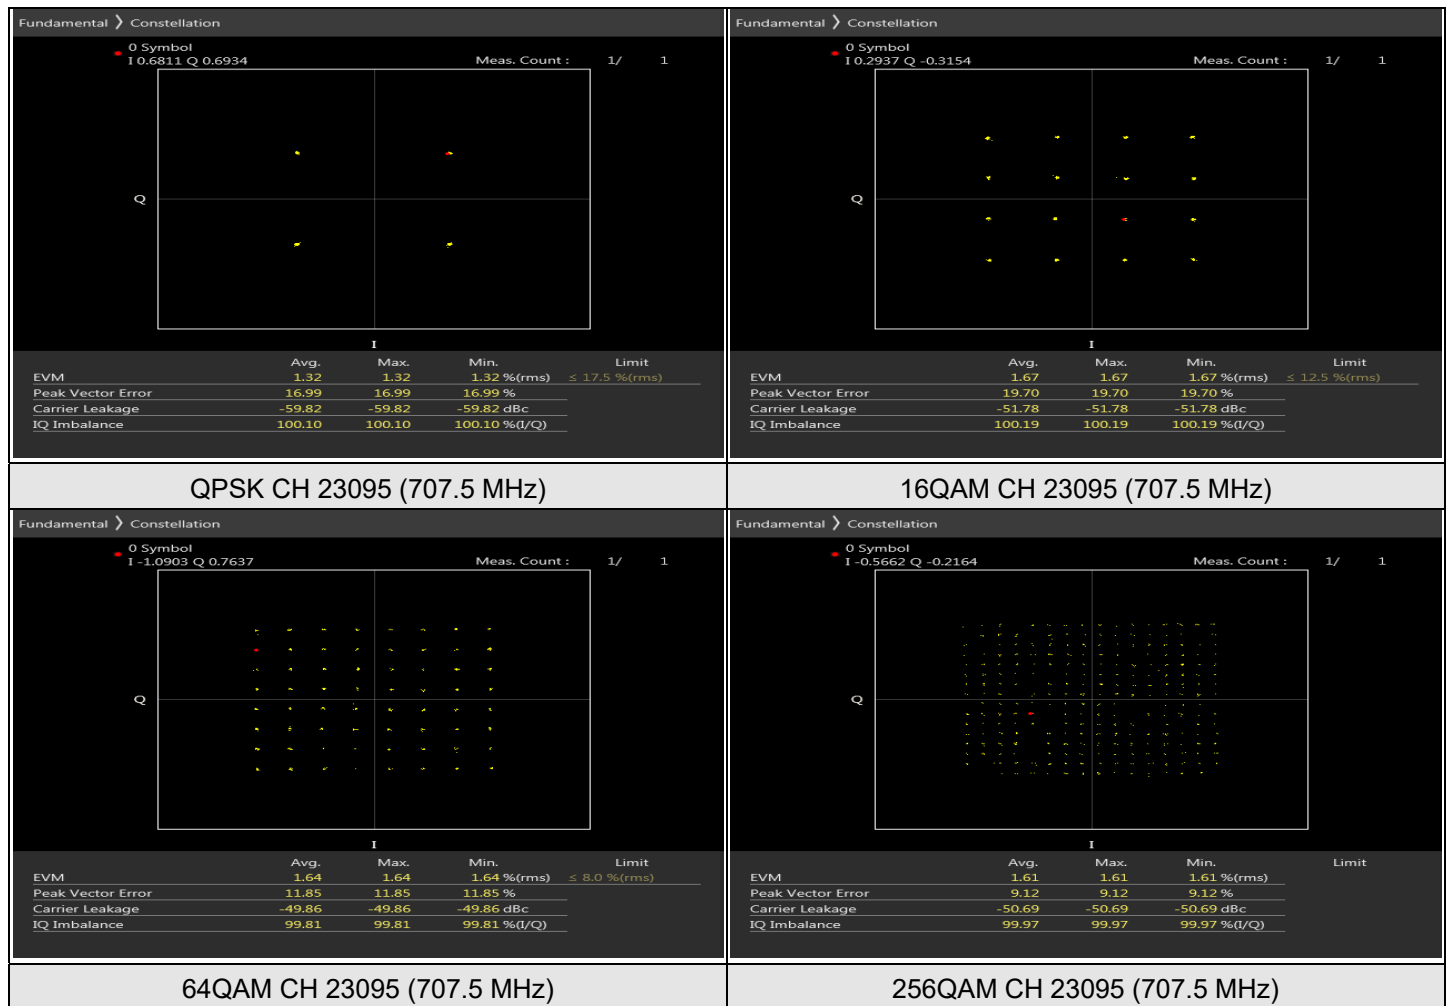 Fundamental ❯ Constellation
0 Symbol
I 0.6811 Q 0.6934 Meas. Count : 1/ 1
Q
I
Avg. Max. Min. Limit
EVM 1.32 1.32 1.32 %(rms) ≤ 17.5 %(rms)
Peak Vector Error 16.99 16.99 16.99 %
Carrier Leakage -59.82 -59.82 -59.82 dBc
IQ Imbalance 100.10 100.10 100.10 %(I/Q)
QPSK CH 23095 (707.5 MHz)
Fundamental ❯ Constellation
0 Symbol
I 0.2937 Q -0.3154 Meas. Count : 1/ 1
Q
I
Avg. Max. Min. Limit
EVM 1.67 1.67 1.67 %(rms) ≤ 12.5 %(rms)
Peak Vector Error 19.70 19.70 19.70 %
Carrier Leakage -51.78 -51.78 -51.78 dBc
IQ Imbalance 100.19 100.19 100.19 %(I/Q)
16QAM CH 23095 (707.5 MHz)
Fundamental ❯ Constellation
0 Symbol
I -1.0903 Q 0.7637 Meas. Count : 1/ 1
Q
I
Avg. Max. Min. Limit
EVM 1.64 1.64 1.64 %(rms) ≤ 8.0 %(rms)
Peak Vector Error 11.85 11.85 11.85 %
Carrier Leakage -49.86 -49.86 -49.86 dBc
IQ Imbalance 99.81 99.81 99.81 %(I/Q)
64QAM CH 23095 (707.5 MHz)
Fundamental ❯ Constellation
0 Symbol
I -0.5662 Q -0.2164 Meas. Count : 1/ 1
Q
I
Avg. Max. Min. Limit
EVM 1.61 1.61 1.61 %(rms)
Peak Vector Error 9.12 9.12 9.12 %
Carrier Leakage -50.69 -50.69 -50.69 dBc
IQ Imbalance 99.97 99.97 99.97 %(I/Q)
256QAM CH 23095 (707.5 MHz)